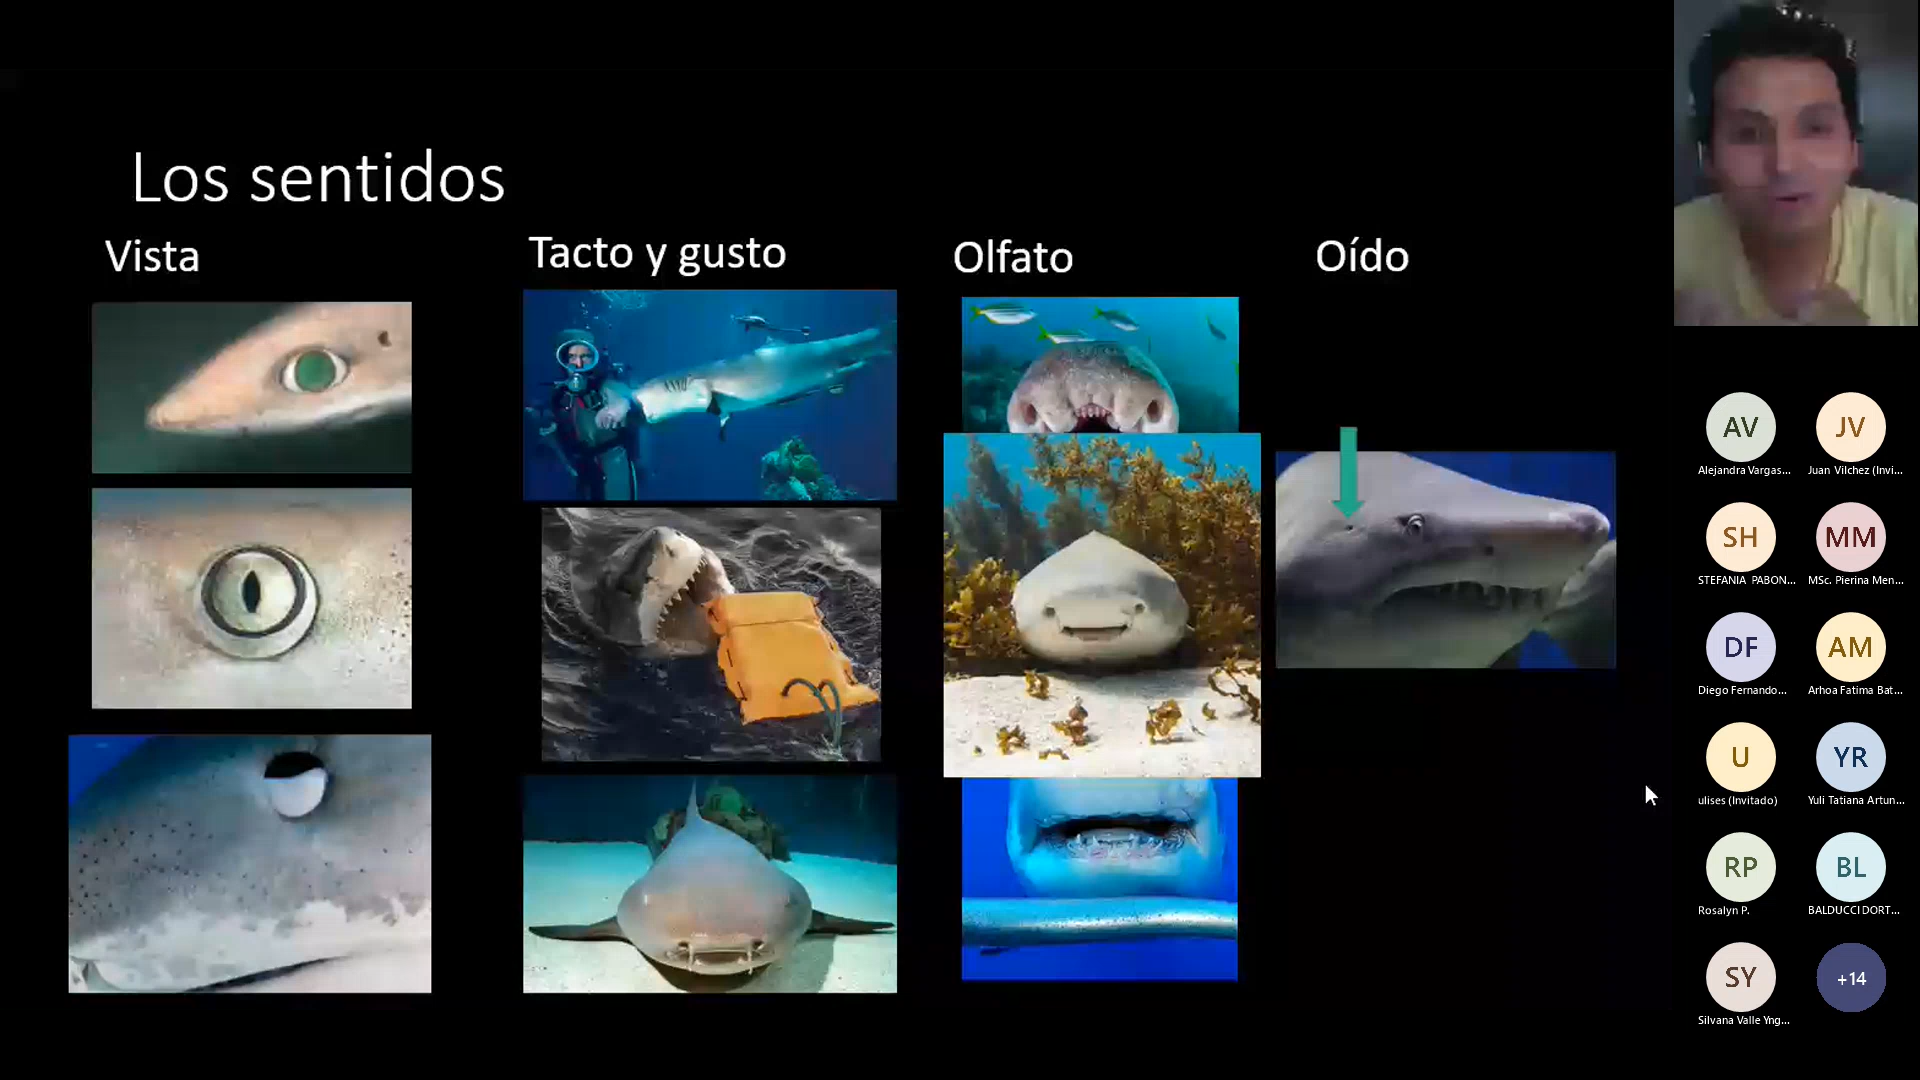 Los sentidos
Vista
Tacto y gusto
Olfato
Oído
AV
JV
Alejandra Vargas...
Juan Vilchez (Invi...
SH
MM
STEFANIA PABON...
MSc. Pierina Men...
DF
AM
Diego Fernando...
Arhoa Fatima Bat...
U
YR
ulises (Invitado)
Yuli Tatiana Artun...
RP
BL
Rosalyn P.
BALDUCCI DORT...
SY
+14
Silvana Valle Yng...